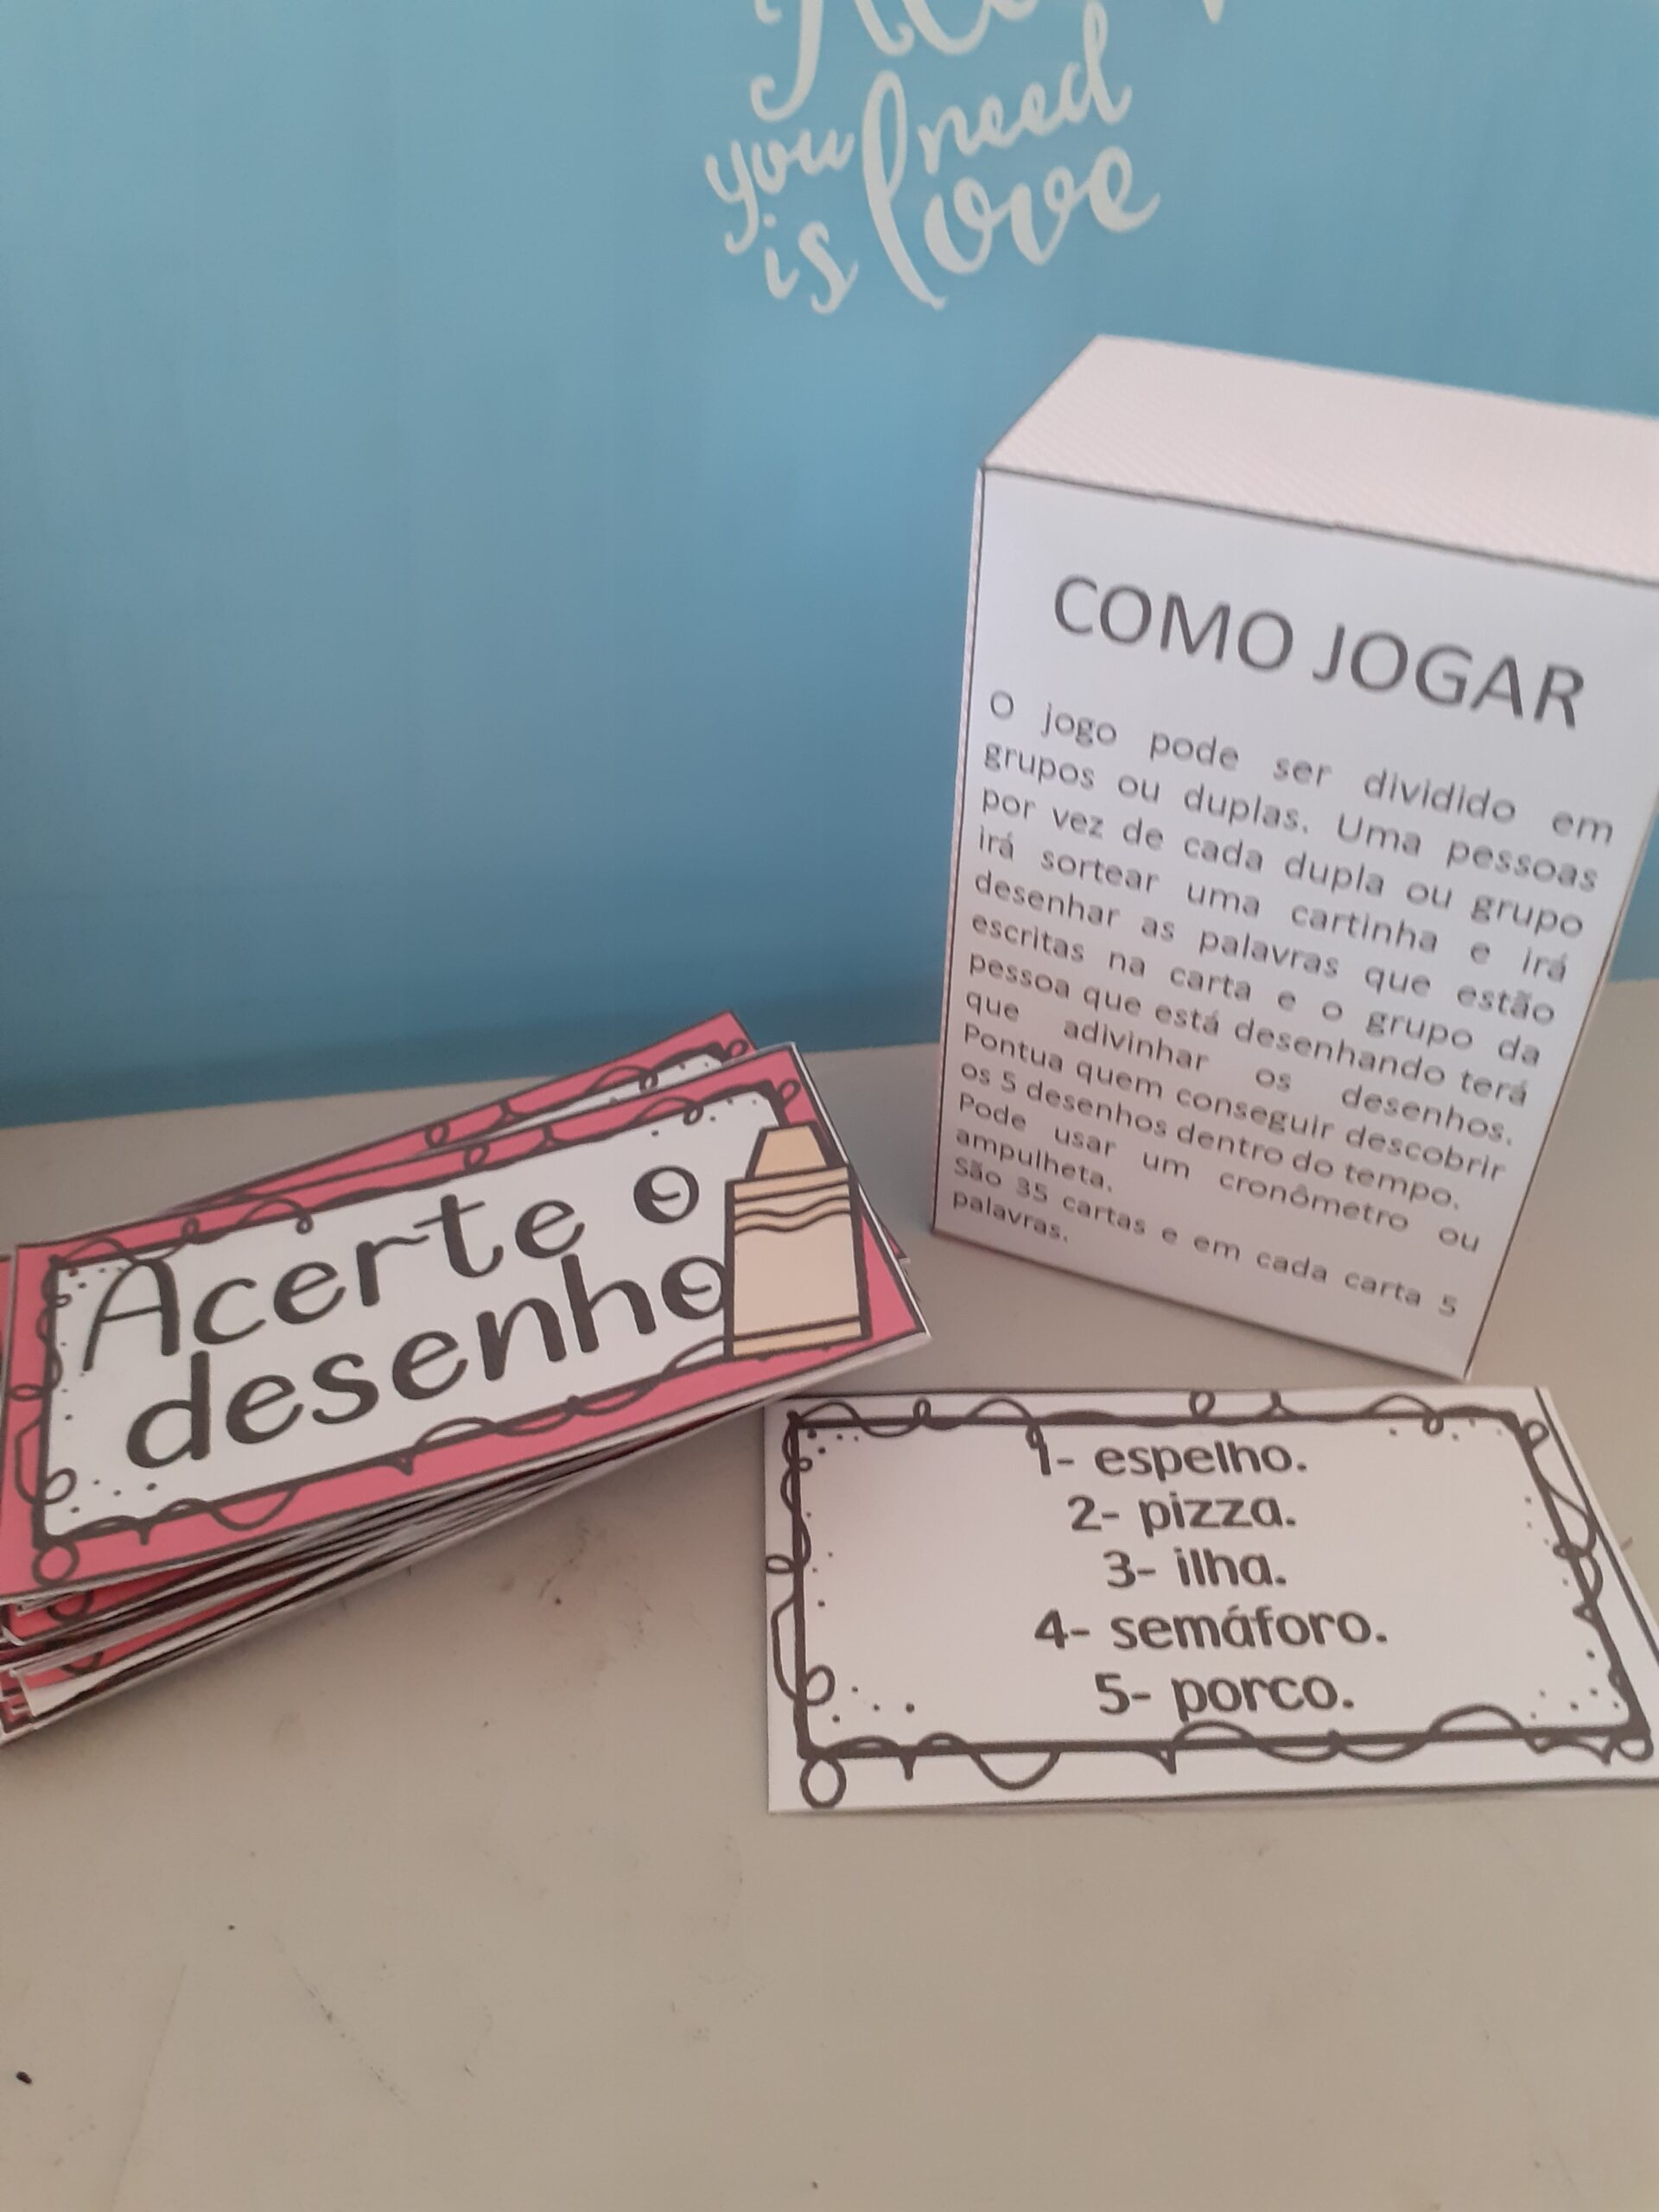 you need
is love
COMO JOGAR
O jogo pode ser dividido em
grupos ou duplas. Uma pessoas
por vez de cada dupla ou grupo
irá sortear uma cartinha e irá
desenhar as palavras que estão
escritas na carta e o grupo da
pessoa que está desenhando terá
que adivinhar os desenhos.
Pontua quem conseguir descobrir
os 5 desenhos dentro do tempo.
Pode usar um cronômetro ou
ampulheta.
São 35 cartas e em cada carta 5
palavras.
Acerte o
desenho
1- espelho.
2- pizza.
3- ilha.
4- semáforo.
5- porco.